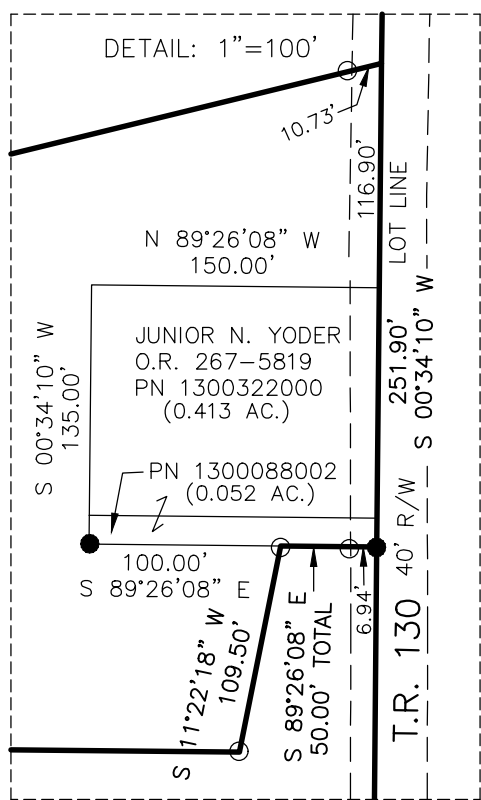 DETAIL: 1"=100'
10.73'
116.90'
LOT LINE
N 89°26'08" W
150.00'
S 00°34'10" W
135.00'
JUNIOR N. YODER
O.R. 267-5819
PN 1300322000
(0.413 AC.)
251.90'
S 00°34'10" W
PN 1300088002
(0.052 AC.)
100.00'
S 89°26'08" E
S 11°22'18" W
109.50'
S 89°26'08" E
50.00' TOTAL
6.94'
T.R. 130
40' R/W